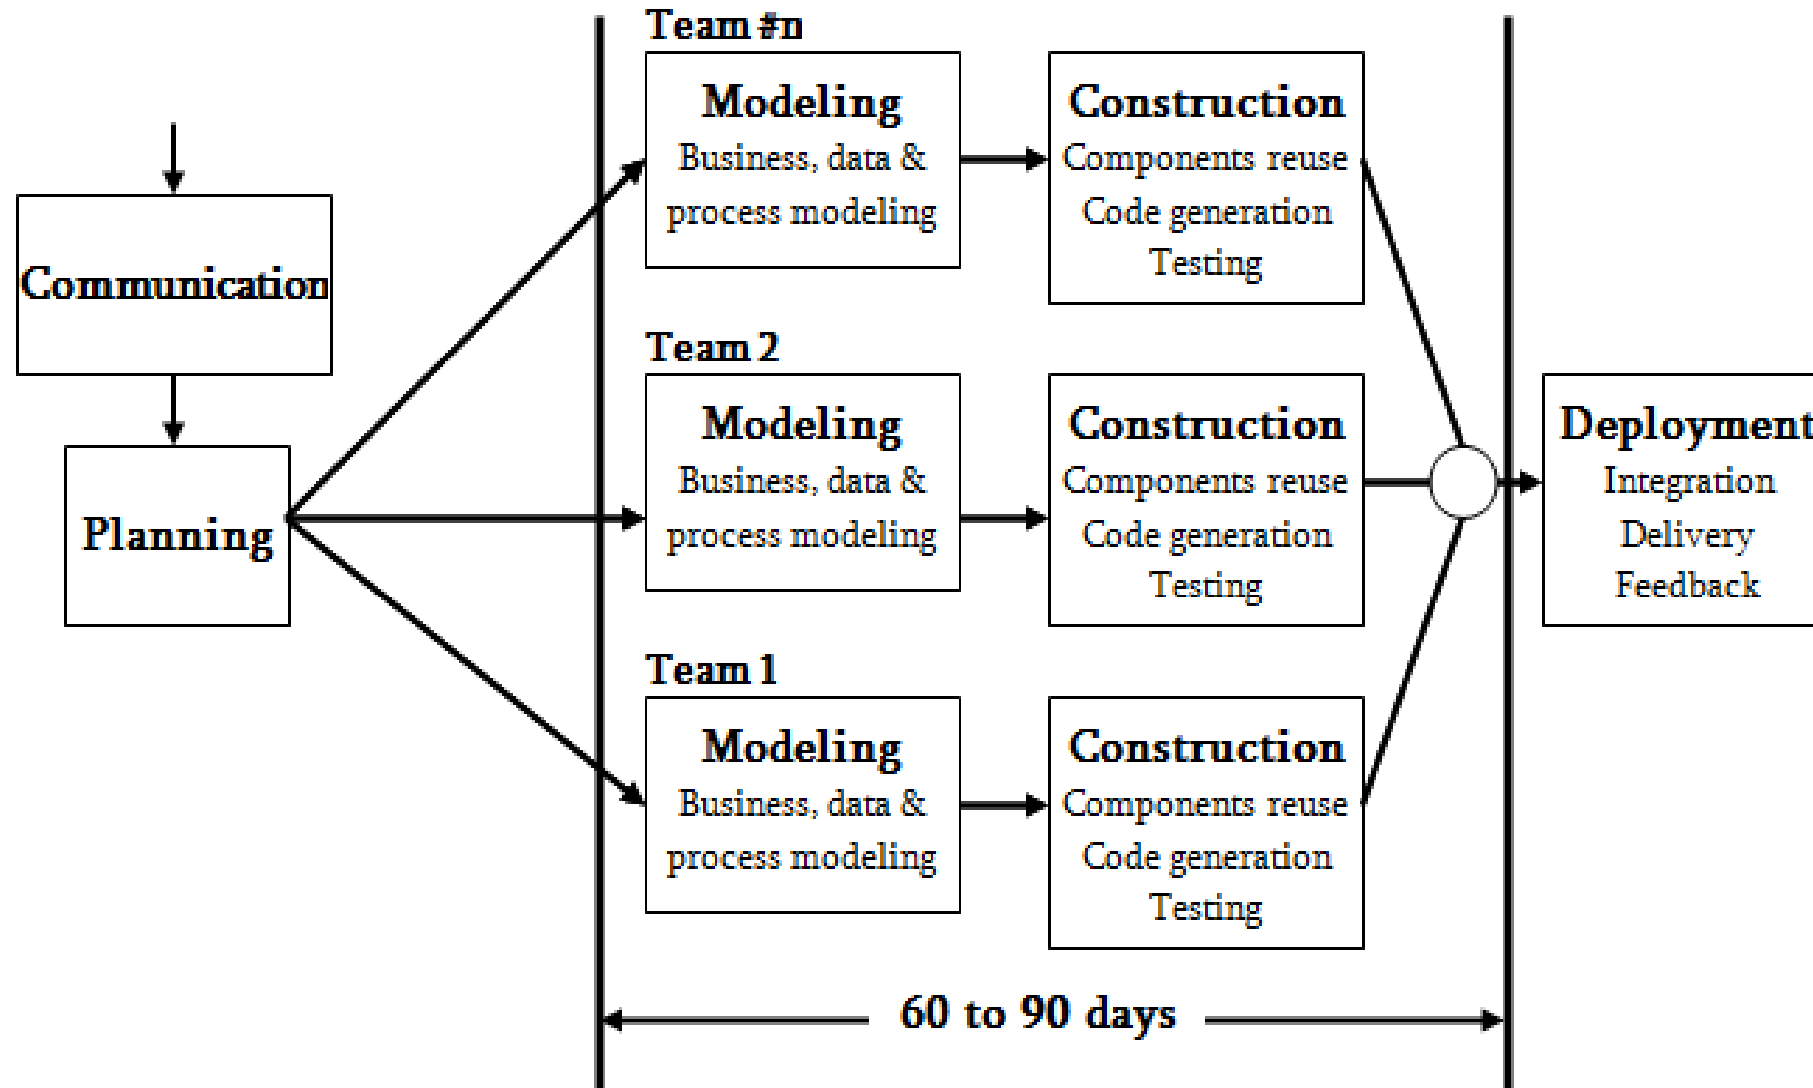 Communication
Planning
Team #n
Modeling
Business, data &
process modeling
Construction
Components reuse
Code generation
Testing
Team 2
Modeling
Business, data &
process modeling
Construction
Components reuse
Code generation
Testing
Team 1
Modeling
Business, data &
process modeling
Construction
Components reuse
Code generation
Testing
60 to 90 days
Deployment
Integration
Delivery
Feedback